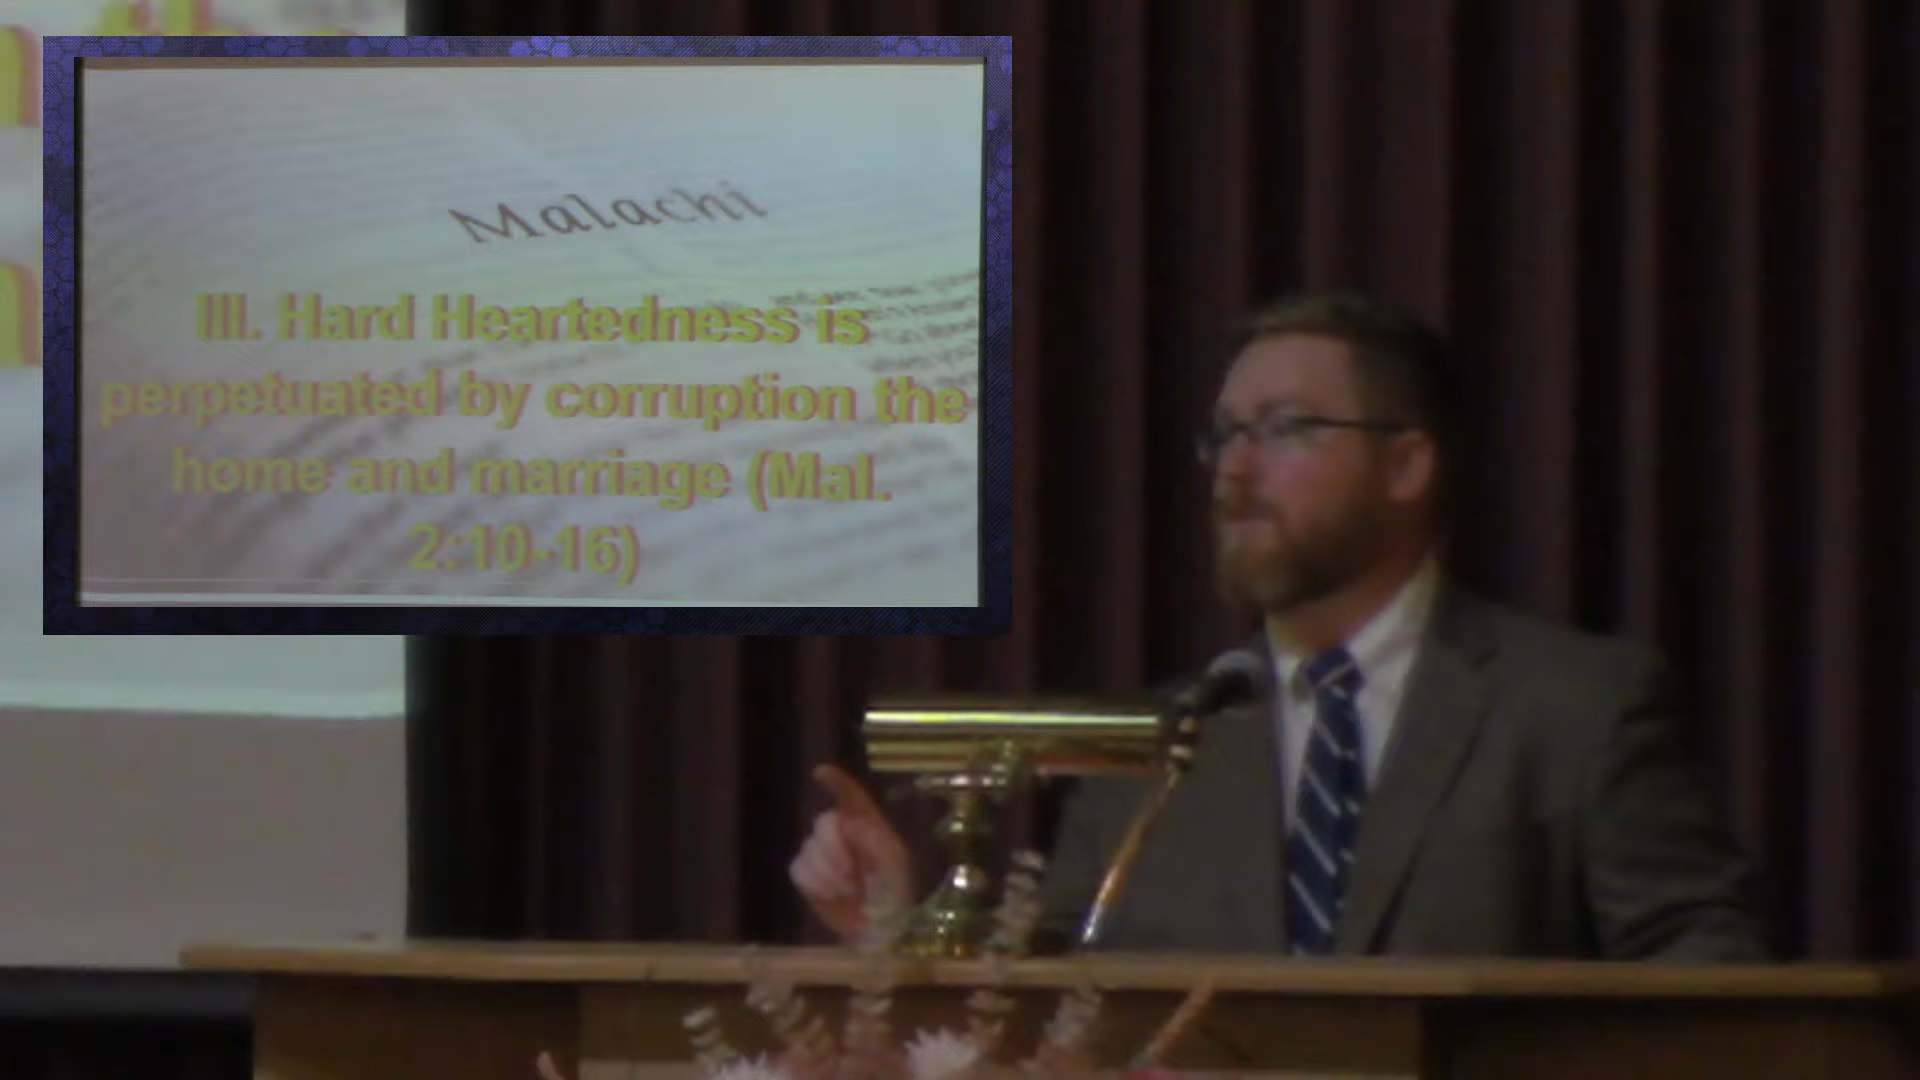 Malachi
III. Hard Heartedness is
perpetuated by corruption the
home and marriage (Mal.
2:10-16)